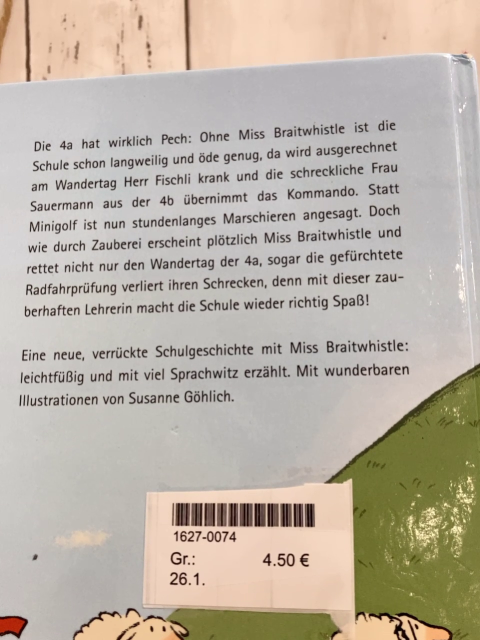 Die 4a hat wirklich Pech: Ohne Miss Braitwhistle ist die
Schule schon langweilig und öde genug, da wird ausgerechnet
am Wandertag Herr Fischli krank und die schreckliche Frau
Sauermann aus der 4b übernimmt das Kommando. Statt
Minigolf ist nun stundenlanges Marschieren angesagt. Doch
wie durch Zauberei erscheint plötzlich Miss Braitwhistle und
rettet nicht nur den Wandertag der 4a, sogar die gefürchtete
Radfahrprüfung verliert ihren Schrecken, denn mit dieser zau-
berhaften Lehrerin macht die Schule wieder richtig Spaß!
Eine neue, verrückte Schulgeschichte mit Miss Braitwhistle:
leichtfüßig und mit viel Sprachwitz erzählt. Mit wunderbaren
Illustrationen von Susanne Göhlich.
1627-0074
Gr.: 4.50 €
26.1.